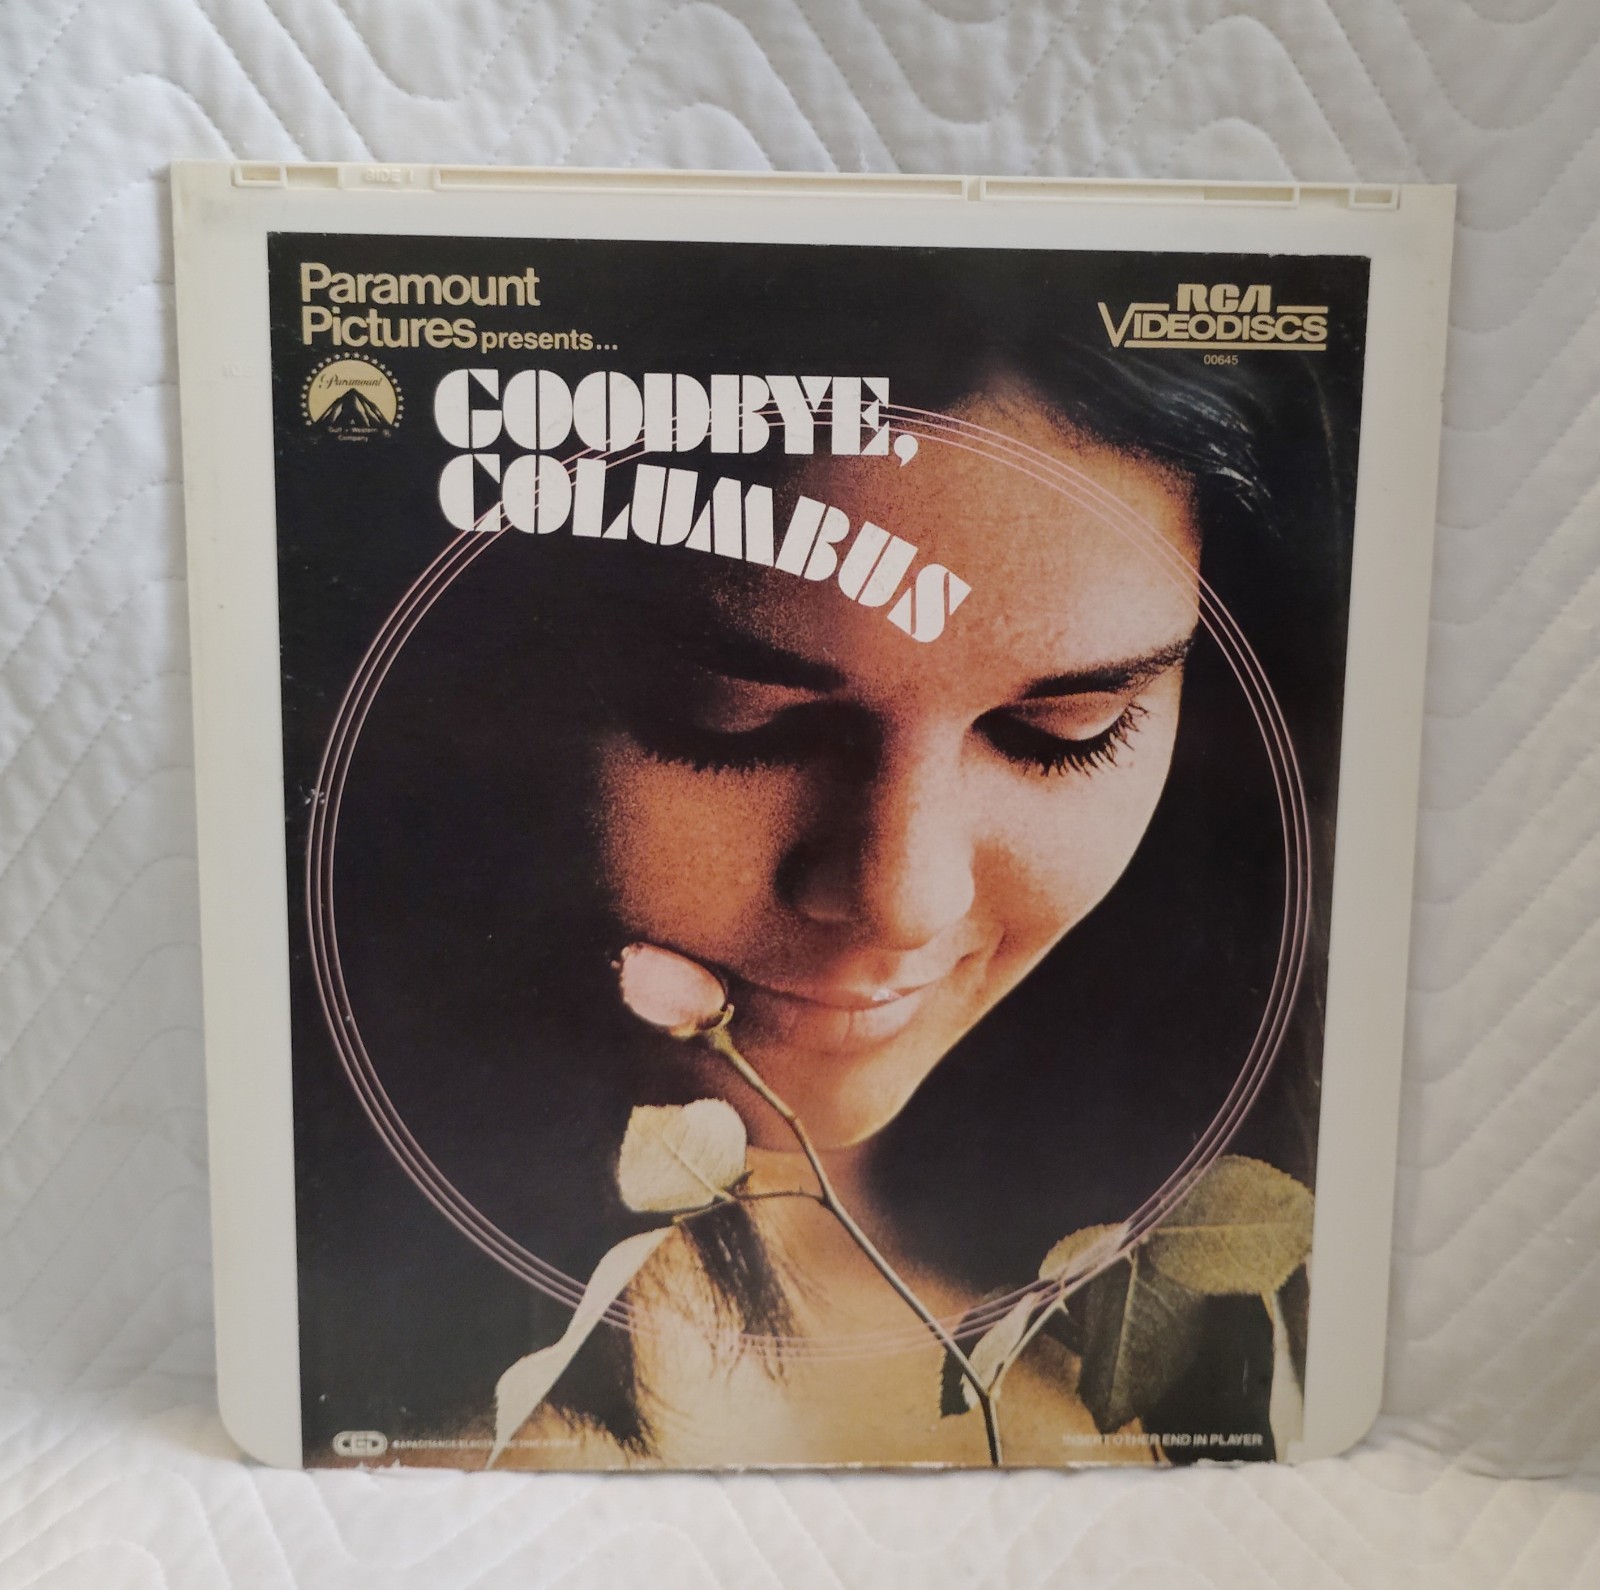 SIDE 1
Paramount
Pictures presents...
RCA
VIDEODISCS
00645
Paramount
A
Gulf + Western
Company
GOODBYE,
COLUMBUS
CED
INSERT OTHER END IN PLAYER